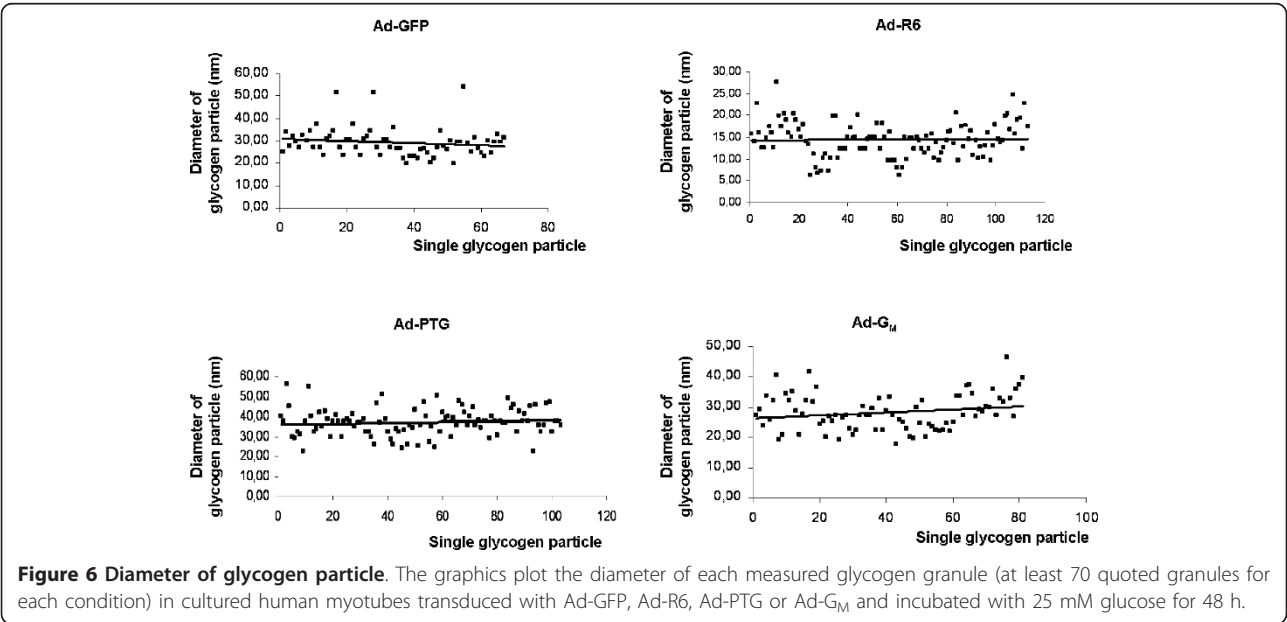 Ad-GFP
Diameter of
glycogen particle (nm)
60,00
50,00
40,00
30,00
20,00
10,00
0,00
0 20 40 60 80
Single glycogen particle
Ad-R6
Diameter of
glycogen particle (nm)
30,00
25,00
20,00
15,00
10,00
5,00
0,00
0 20 40 60 80 100 120
Single glycogen particle
Ad-PTG
Diameter of
glycogen particle (nm)
60,00
50,00
40,00
30,00
20,00
10,00
0,00
0 20 40 60 80 100 120
Single glycogen particle
Ad-GM
Diameter of
glycogen particle (nm)
50,00
40,00
30,00
20,00
10,00
0,00
0 20 40 60 80 100
Single glycogen particle
Figure 6 Diameter of glycogen particle. The graphics plot the diameter of each measured glycogen granule (at least 70 quoted granules for
each condition) in cultured human myotubes transduced with Ad-GFP, Ad-R6, Ad-PTG or Ad-GM and incubated with 25 mM glucose for 48 h.